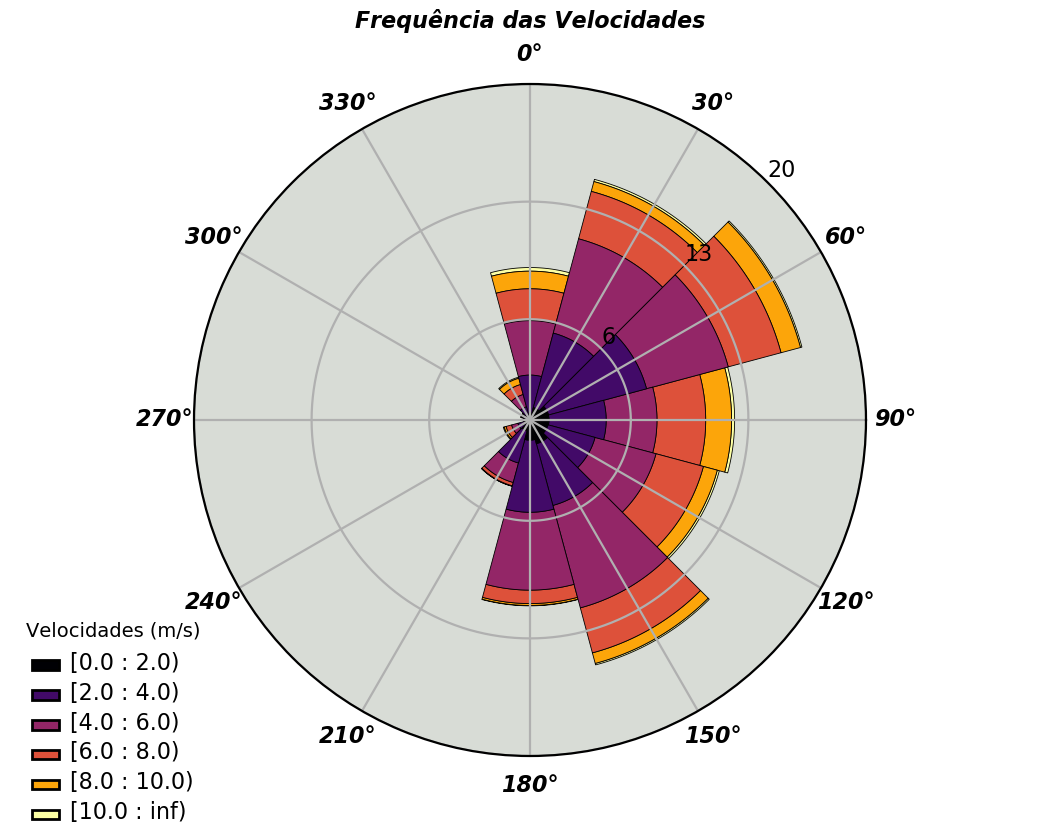 Frequência das Velocidades
0°
330°
30°
20
300°
60°
13
6
270°
90°
240°
120°
210°
150°
180°
Velocidades (m/s)
[0.0 : 2.0)
[2.0 : 4.0)
[4.0 : 6.0)
[6.0 : 8.0)
[8.0 : 10.0)
[10.0 : inf)